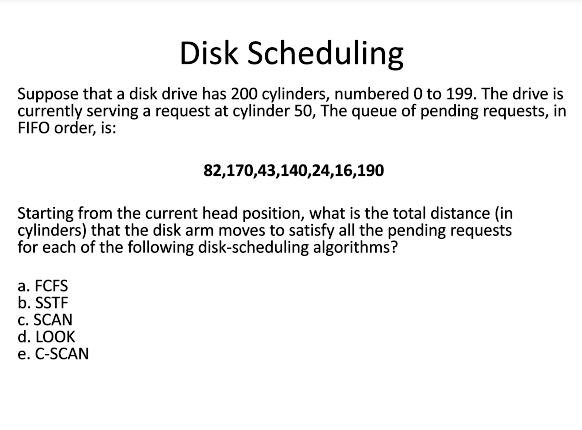 Disk Scheduling
Suppose that a disk drive has 200 cylinders, numbered 0 to 199. The drive is
currently serving a request at cylinder 50, The queue of pending requests, in
FIFO order, is:
82,170,43,140,24,16,190
Starting from the current head position, what is the total distance (in
cylinders) that the disk arm moves to satisfy all the pending requests
for each of the following disk-scheduling algorithms?
a. FCFS
b. SSTF
c. SCAN
d. LOOK
e. C-SCAN